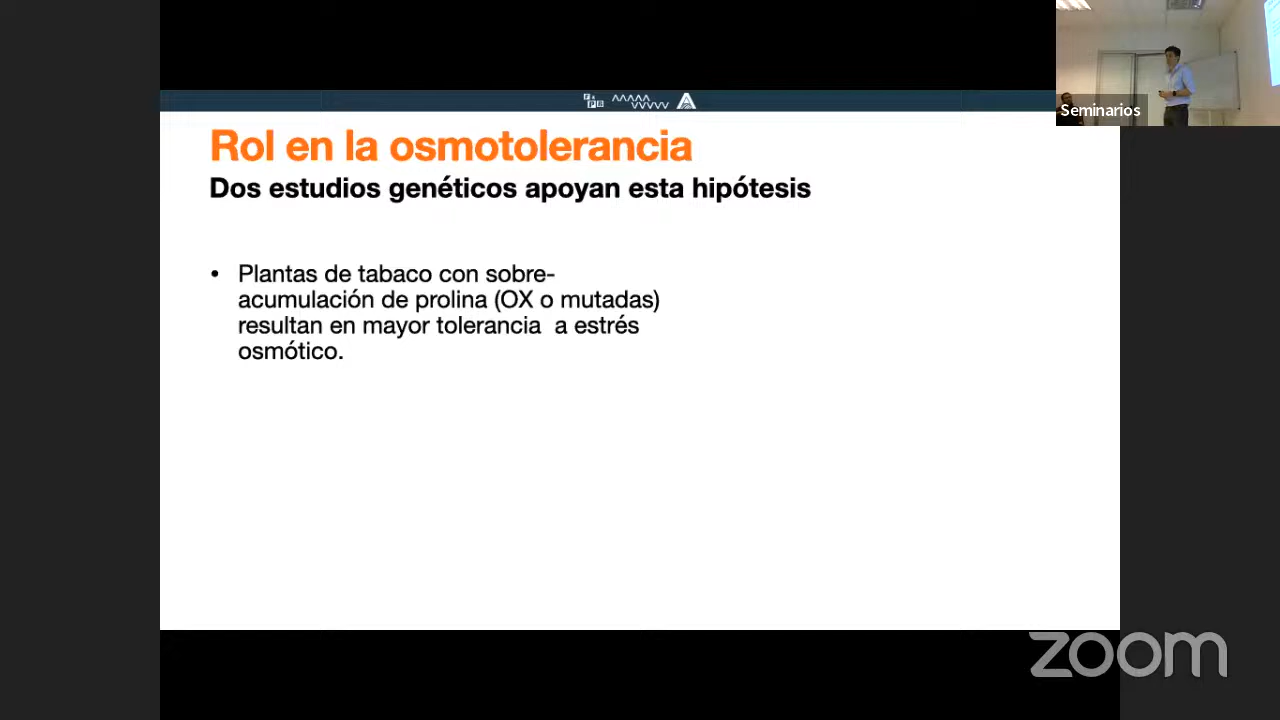 Rol en la osmotolerancia
Dos estudios genéticos apoyan esta hipótesis
• Plantas de tabaco con sobre-
acumulación de prolina (OX o mutadas)
resultan en mayor tolerancia  a estrés
osmótico.
Seminarios
zoom